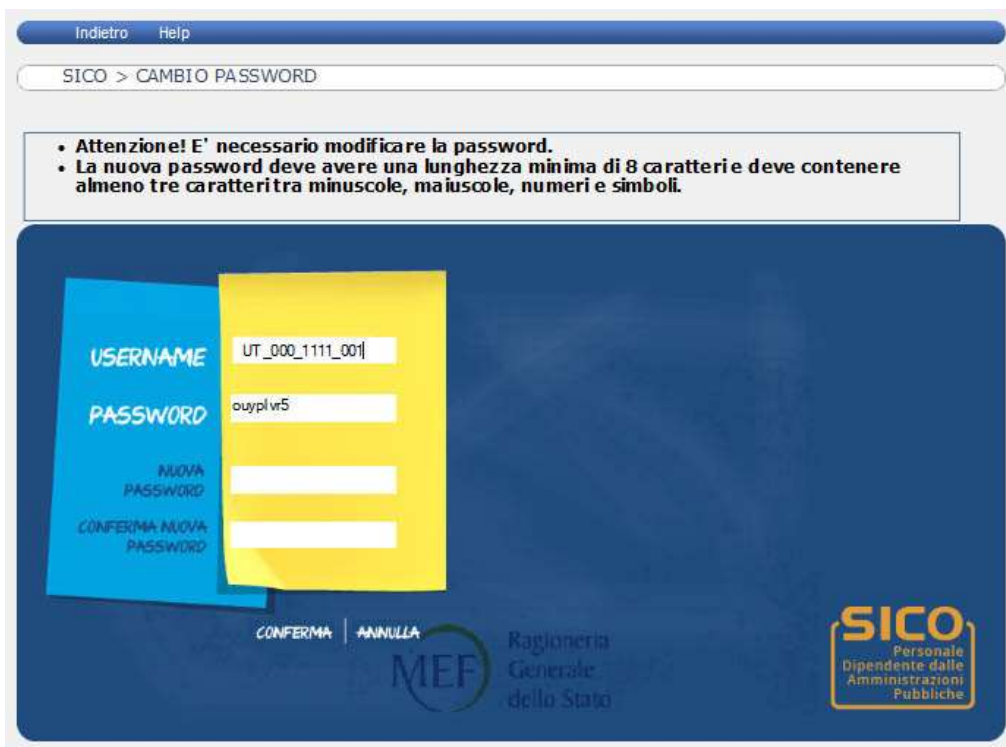 Indietro Help
SICO > CAMBIO PASSWORD
• Attenzione! E' necessario modificare la password.
• La nuova password deve avere una lunghezza minima di 8 caratteri e deve contenere
almeno tre caratteri tra minuscole, maiuscole, numeri e simboli.
USERNAME UT_000_1111_001
PASSWORD ouyplvr5
NUOVA
PASSWORD
CONFERMA NUOVA
PASSWORD
CONFERMA | ANNULLA
MEF
Ragioneria
Generale
dello Stato
SICO
Personale
Dipendente dalle
Amministrazioni
Pubbliche